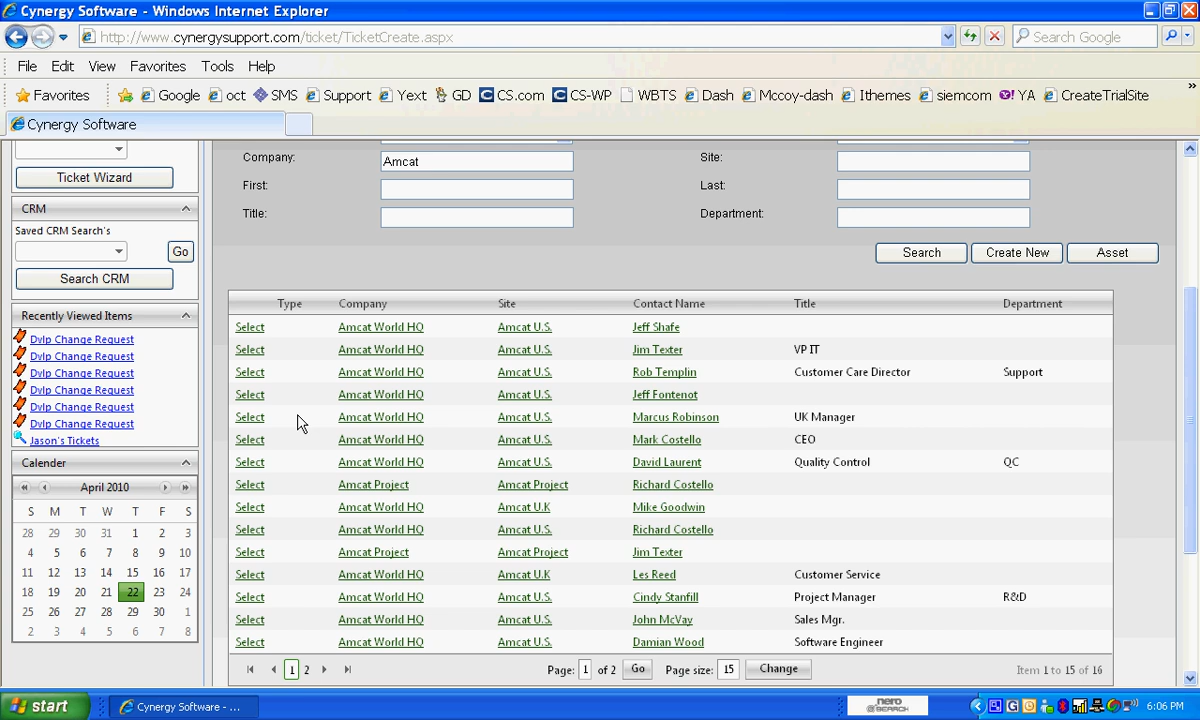 Cynergy Software - Windows Internet Explorer
http://www.cynergysupport.com/ticket/TicketCreate.aspx
Search Google
File Edit View Favorites Tools Help
Favorites Google oct SMS Support Yext GD CS.com CS-WP WBTS Dash Mccoy-dash Ithemes siemcom YA CreateTrialSite »
Cynergy Software
Ticket Wizard
CRM
Saved CRM Search's
Go
Search CRM
Recently Viewed Items
Dvlp Change Request
Dvlp Change Request
Dvlp Change Request
Dvlp Change Request
Dvlp Change Request
Dvlp Change Request
Jason's Tickets
Calender
April 2010
S M T W T F S
28 29 30 31 1 2 3
4 5 6 7 8 9 10
11 12 13 14 15 16 17
18 19 20 21 22 23 24
25 26 27 28 29 30 1
2 3 4 5 6 7 8
Company: Amcat Site:
First: Last:
Title: Department:
Search Create New Asset
Type Company Site Contact Name Title Department
Select Amcat World HQ Amcat U.S. Jeff Shafe
Select Amcat World HQ Amcat U.S. Jim Texter VP IT
Select Amcat World HQ Amcat U.S. Rob Templin Customer Care Director Support
Select Amcat World HQ Amcat U.S. Jeff Fontenot
Select Amcat World HQ Amcat U.S. Marcus Robinson UK Manager
Select Amcat World HQ Amcat U.S. Mark Costello CEO
Select Amcat World HQ Amcat U.S. David Laurent Quality Control QC
Select Amcat Project Amcat Project Richard Costello
Select Amcat World HQ Amcat U.K Mike Goodwin
Select Amcat World HQ Amcat U.S. Richard Costello
Select Amcat Project Amcat Project Jim Texter
Select Amcat World HQ Amcat U.K Les Reed Customer Service
Select Amcat World HQ Amcat U.S. Cindy Stanfill Project Manager R&D
Select Amcat World HQ Amcat U.S. John McVay Sales Mgr.
Select Amcat World HQ Amcat U.S. Damian Wood Software Engineer
1 2 Page: 1 of 2 Go Page size: 15 Change Item 1 to 15 of 16
start Cynergy Software - ... nero SEARCH 6:06 PM